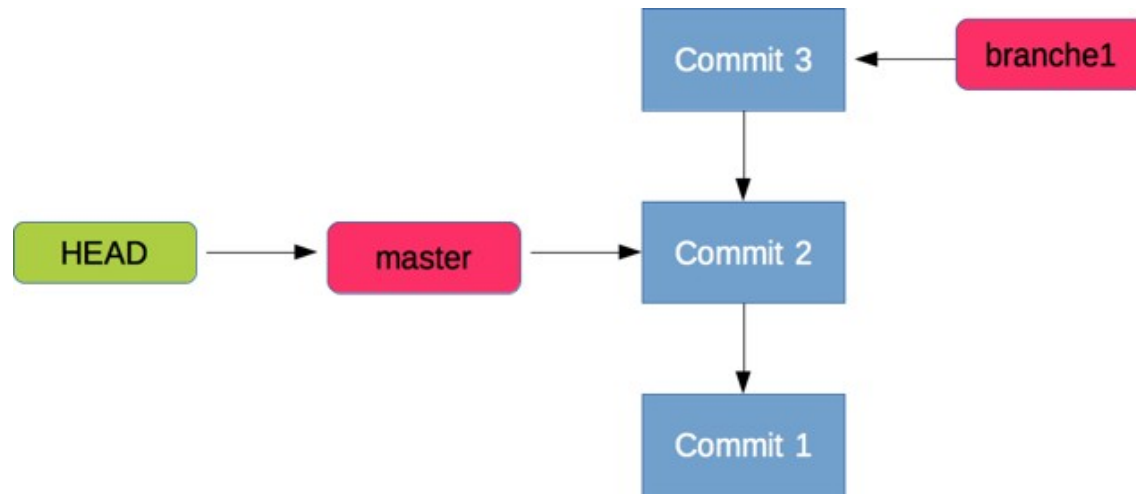 Commit 3
branche1
HEAD
master
Commit 2
Commit 1